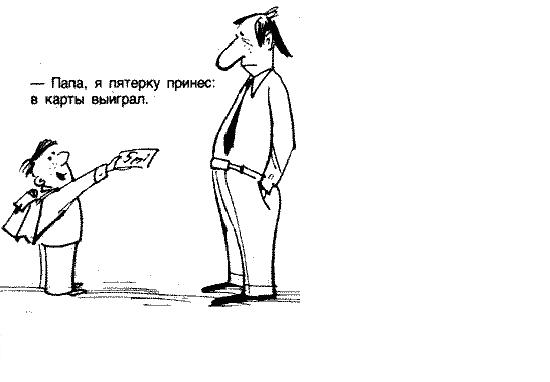 — Папа, я пятерку принес:
в карты выиграл.